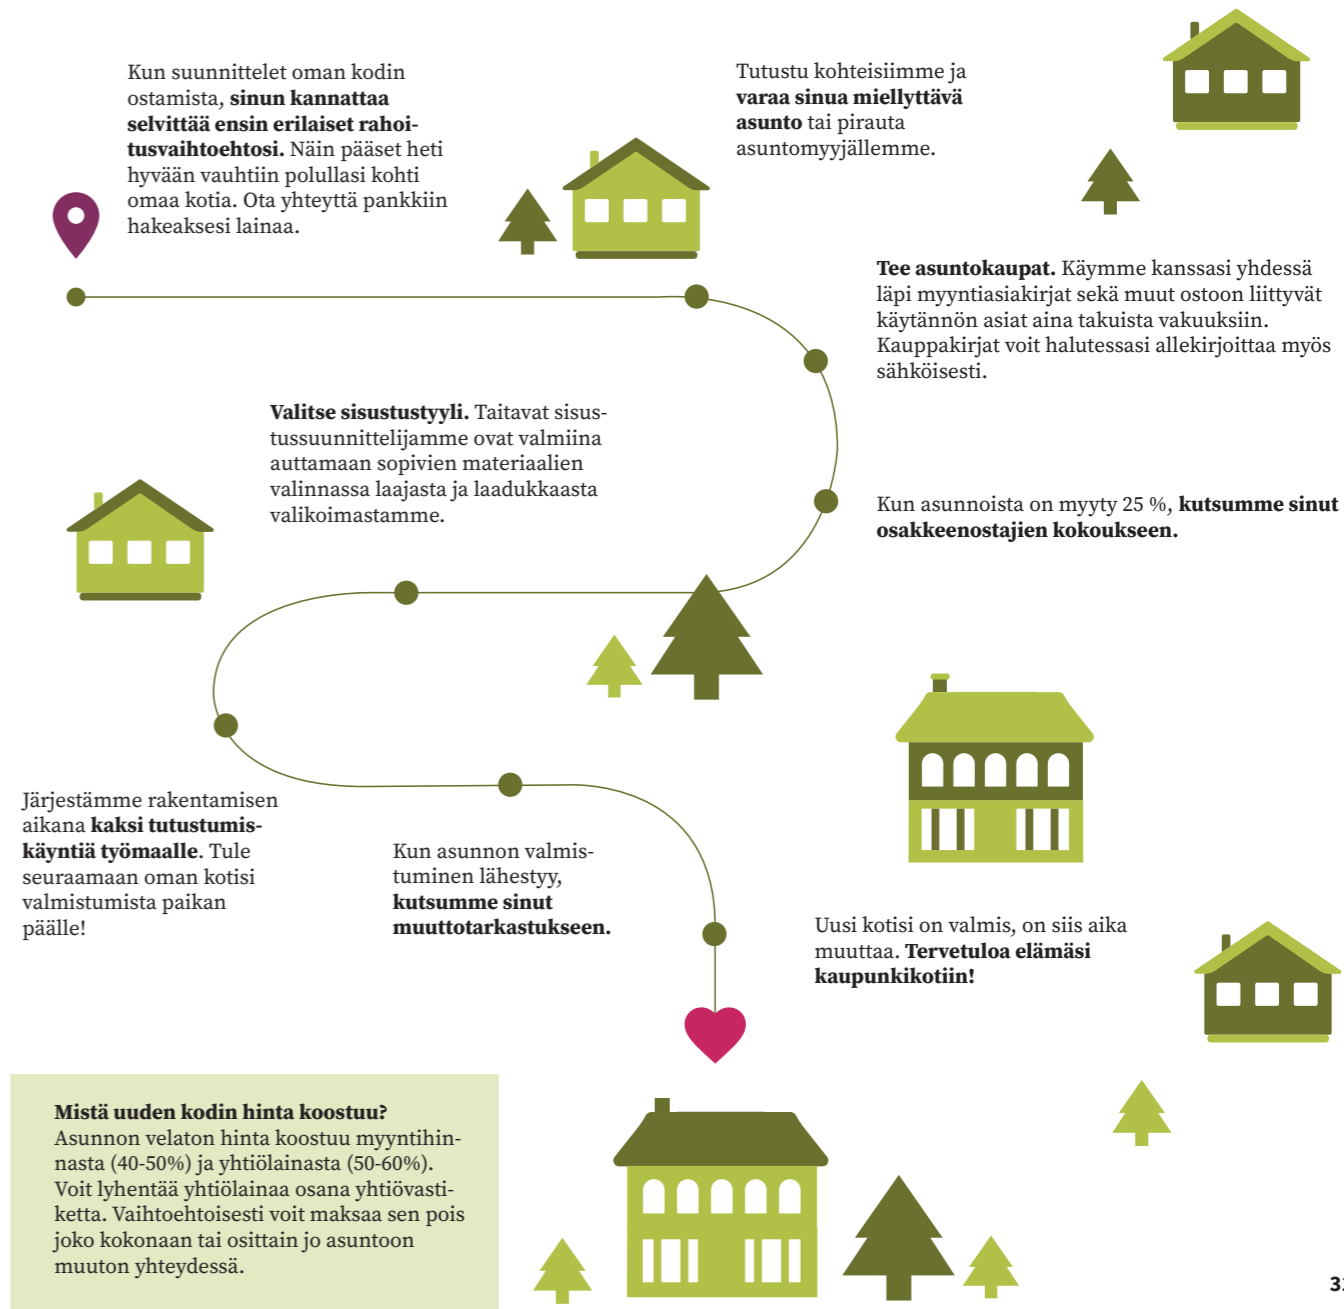 Kun suunnittelet oman kodin
ostamista, sinun kannattaa
selvittää ensin erilaiset rahoi-
tusvaihtoehtosi. Näin pääset heti
hyvään vauhtiin polullasi kohti
omaa kotia. Ota yhteyttä pankkiin
hakeaksesi lainaa.
Tutustu kohteisiimme ja
varaa sinua miellyttävä
asunto tai pirauta
asuntomyyjällemme.
Tee asuntokaupat. Käymme kanssasi yhdessä
läpi myyntiasiakirjat sekä muut ostoon liittyvät
käytännön asiat aina takuista vakuuksiin.
Kauppakirjat voit halutessasi allekirjoittaa myös
sähköisesti.
Kun asunnoista on myyty 25 %, kutsumme sinut
osakkeenostajien kokoukseen.
Valitse sisustustyyli. Taitavat sisus-
tussuunnittelijamme ovat valmiina
auttamaan sopivien materiaalien
valinnassa laajasta ja laadukkaasta
valikoimastamme.
Järjestämme rakentamisen
aikana kaksi tutustumis-
käyntiä työmaalle. Tule
seuraamaan oman kotisi
valmistumista paikan
päälle!
Kun asunnon valmis-
tuminen lähestyy,
kutsumme sinut
muuttotarkastukseen.
Uusi kotisi on valmis, on siis aika
muuttaa. Tervetuloa elämäsi
kaupunkikotiin!
Mistä uuden kodin hinta koostuu?
Asunnon velaton hinta koostuu myyntihin-
nasta (40-50%) ja yhtiölainasta (50-60%).
Voit lyhentää yhtiölainaa osana yhtiövasti-
ketta. Vaihtoehtoisesti voit maksaa sen pois
joko kokonaan tai osittain jo asuntoon
muuton yhteydessä.